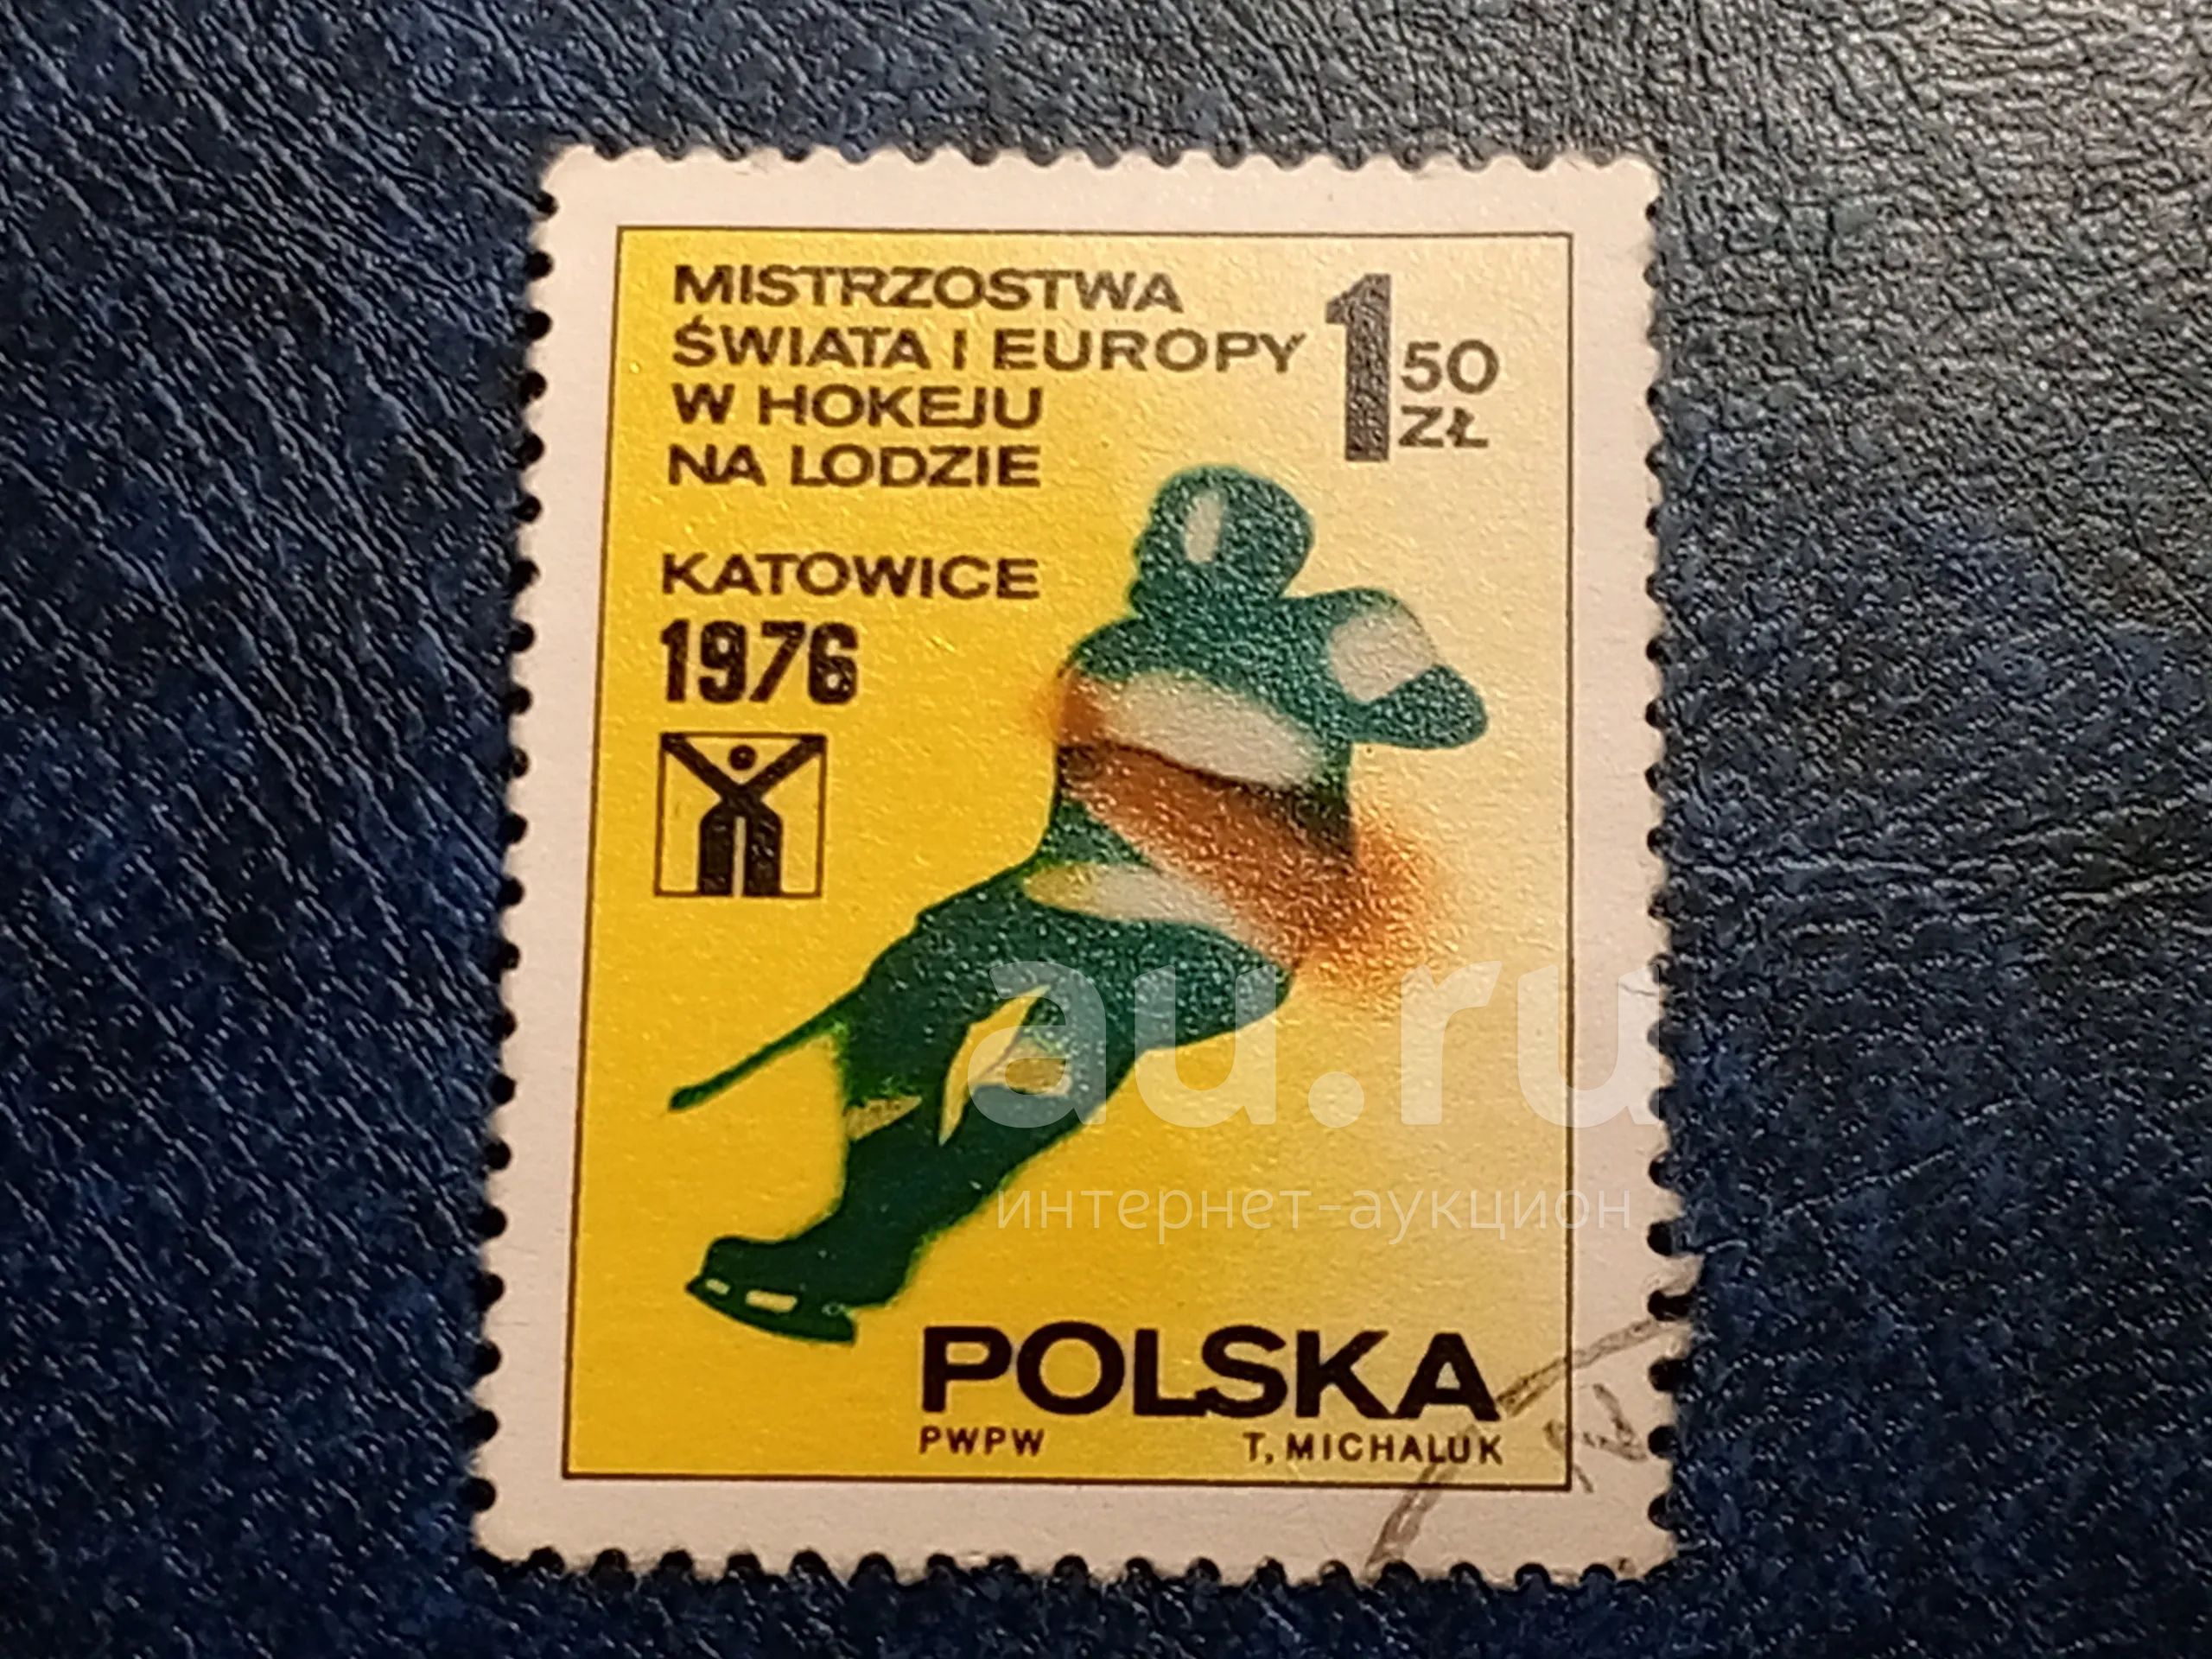 MISTRZOSTWA
ŚWIATA I EUROPY
W HOKEJU
NA LODZIE
1 50
ZŁ
KATOWICE
1976
au.ru
интернет-аукцион
POLSKA
PWPW T. MICHALUK